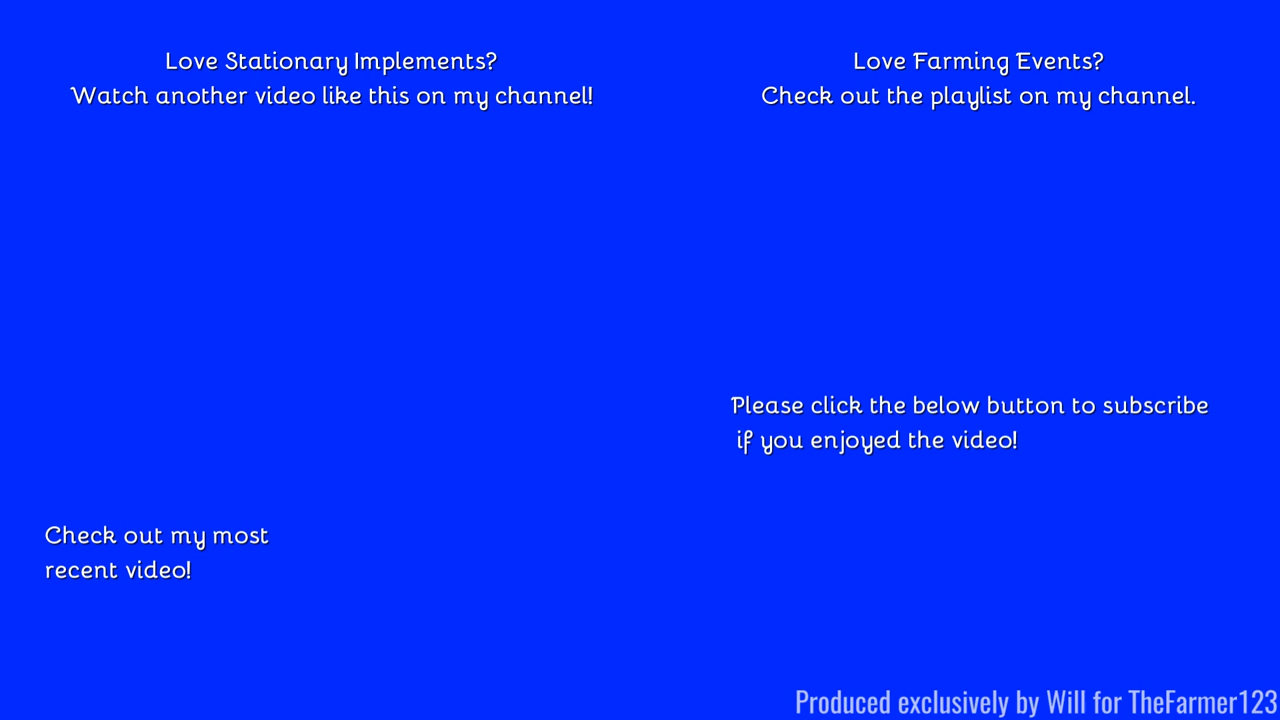 Love Stationary Implements?
Watch another video like this on my channel!
Love Farming Events?
Check out the playlist on my channel.
Please click the below button to subscribe
if you enjoyed the video!
Check out my most
recent video!
Produced exclusively by Will for TheFarmer123